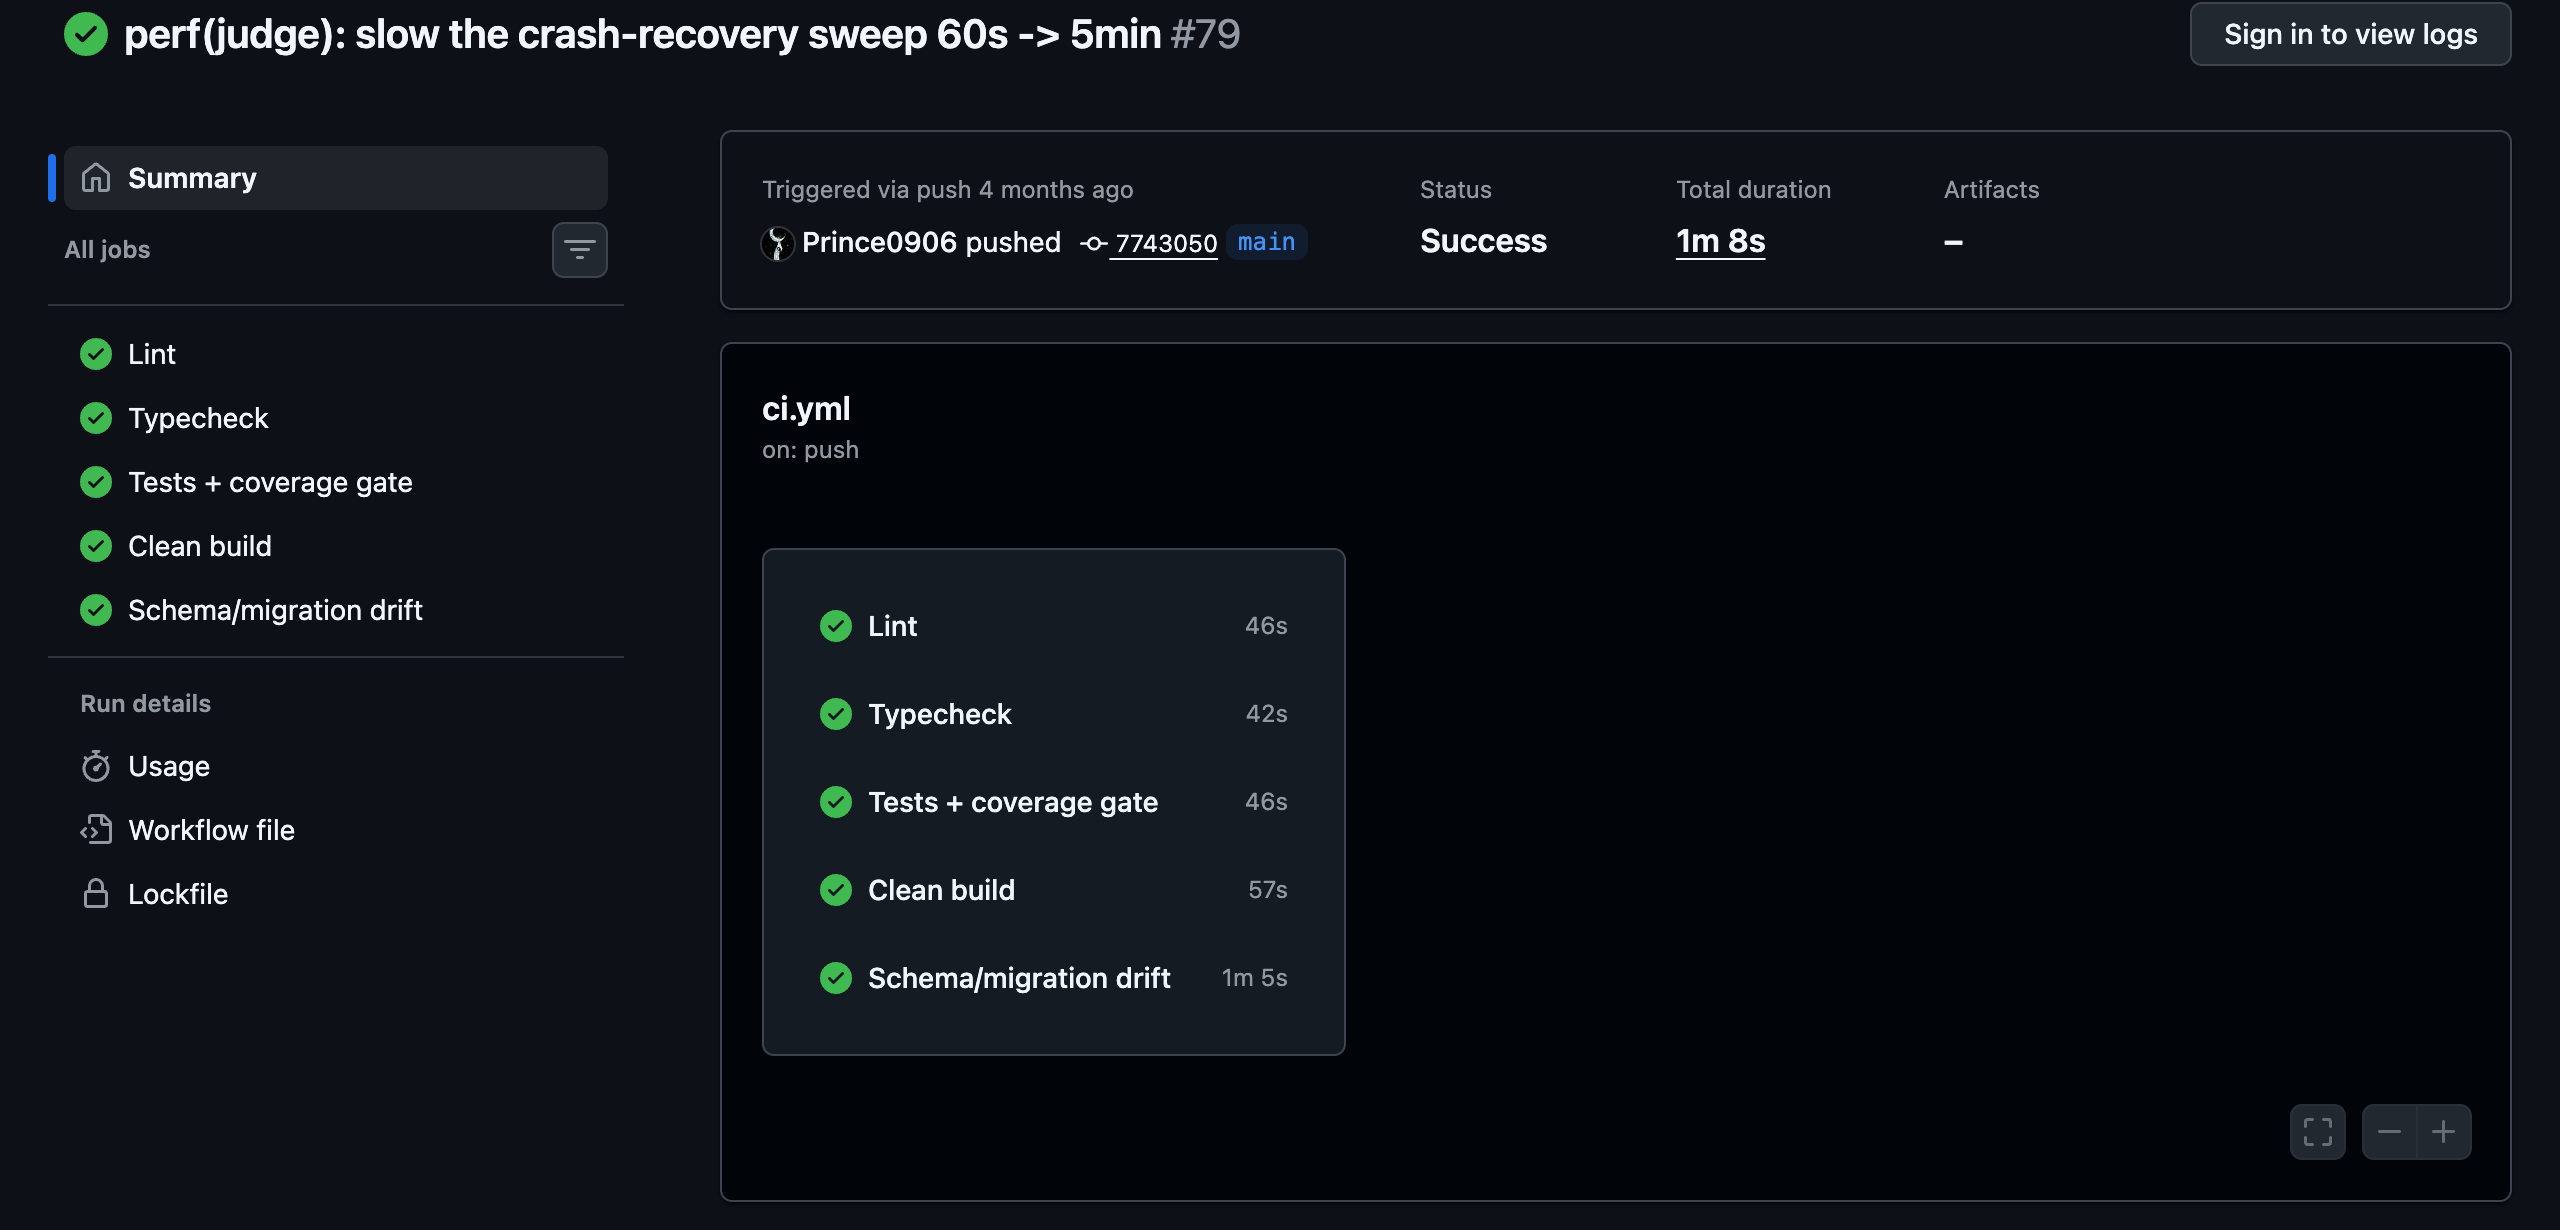 perf(judge): slow the crash-recovery sweep 60s -> 5min #79
Sign in to view logs
Summary
All jobs
Lint
Typecheck
Tests + coverage gate
Clean build
Schema/migration drift
Run details
Usage
Workflow file
Lockfile
Triggered via push 4 months ago
Prince0906 pushed 7743050 main
Status
Success
Total duration
1m 8s
Artifacts
–
ci.yml
on: push
Lint 46s
Typecheck 42s
Tests + coverage gate 46s
Clean build 57s
Schema/migration drift 1m 5s